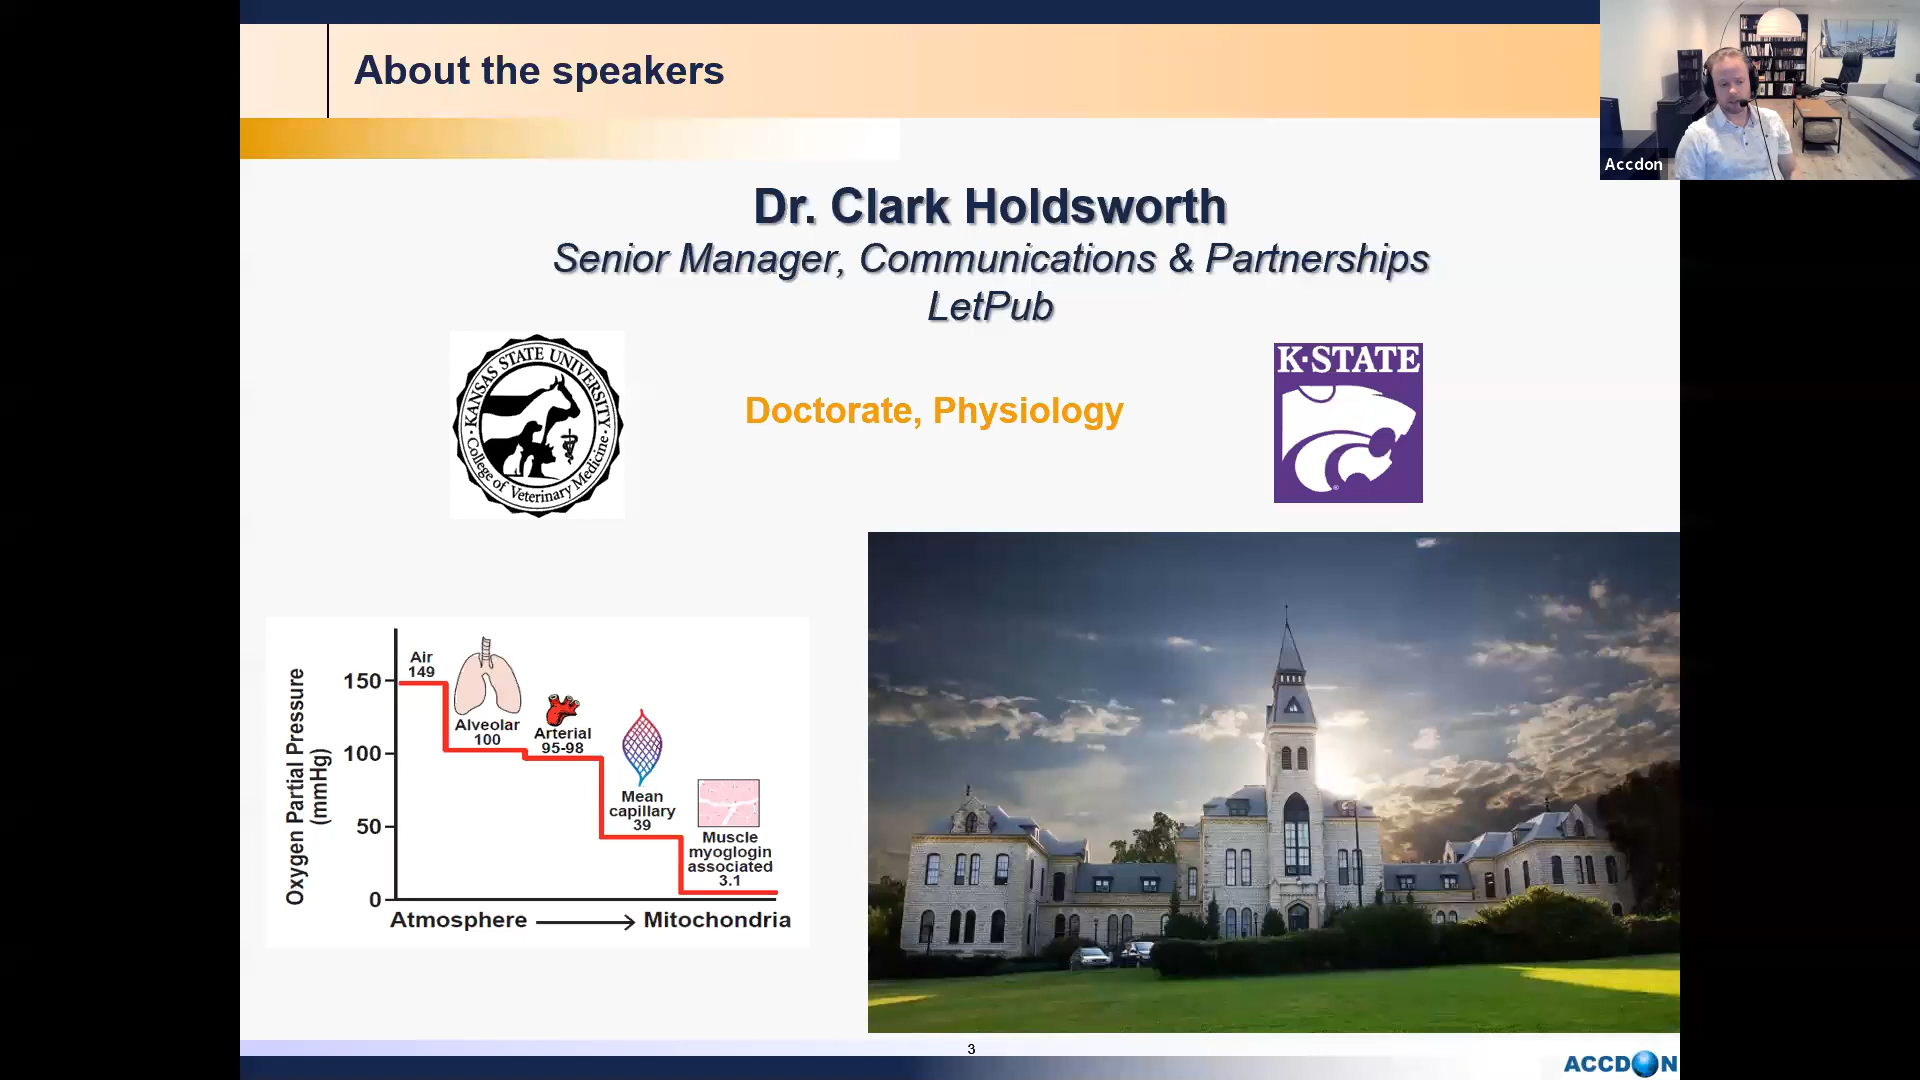 About the speakers
Accdon
Dr. Clark Holdsworth
Senior Manager, Communications & Partnerships
LetPub
KANSAS STATE UNIVERSITY
College of Veterinary Medicine
Doctorate, Physiology
K·STATE
®
Oxygen Partial Pressure
(mmHg)
150
100
50
0
Air
149
Alveolar
100
Arterial
95-98
Mean
capillary
39
Muscle
myoglogin
associated
3.1
Atmosphere
Mitochondria
3
ACCDON